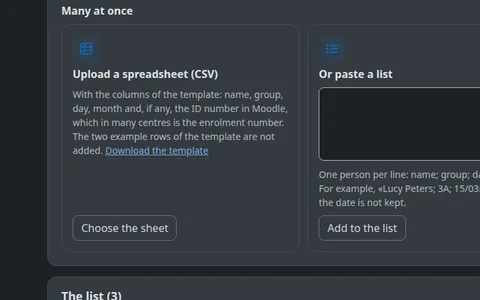 Many at once
Upload a spreadsheet (CSV)
With the columns of the template: name, group,
day, month and, if any, the ID number in Moodle,
which in many centres is the enrolment number.
The two example rows of the template are not
added. Download the template
Choose the sheet
Or paste a list
One person per line: name; group;
For example, «Lucy Peters; 3A;
the date is not kept.
Add to the list
The list (3)